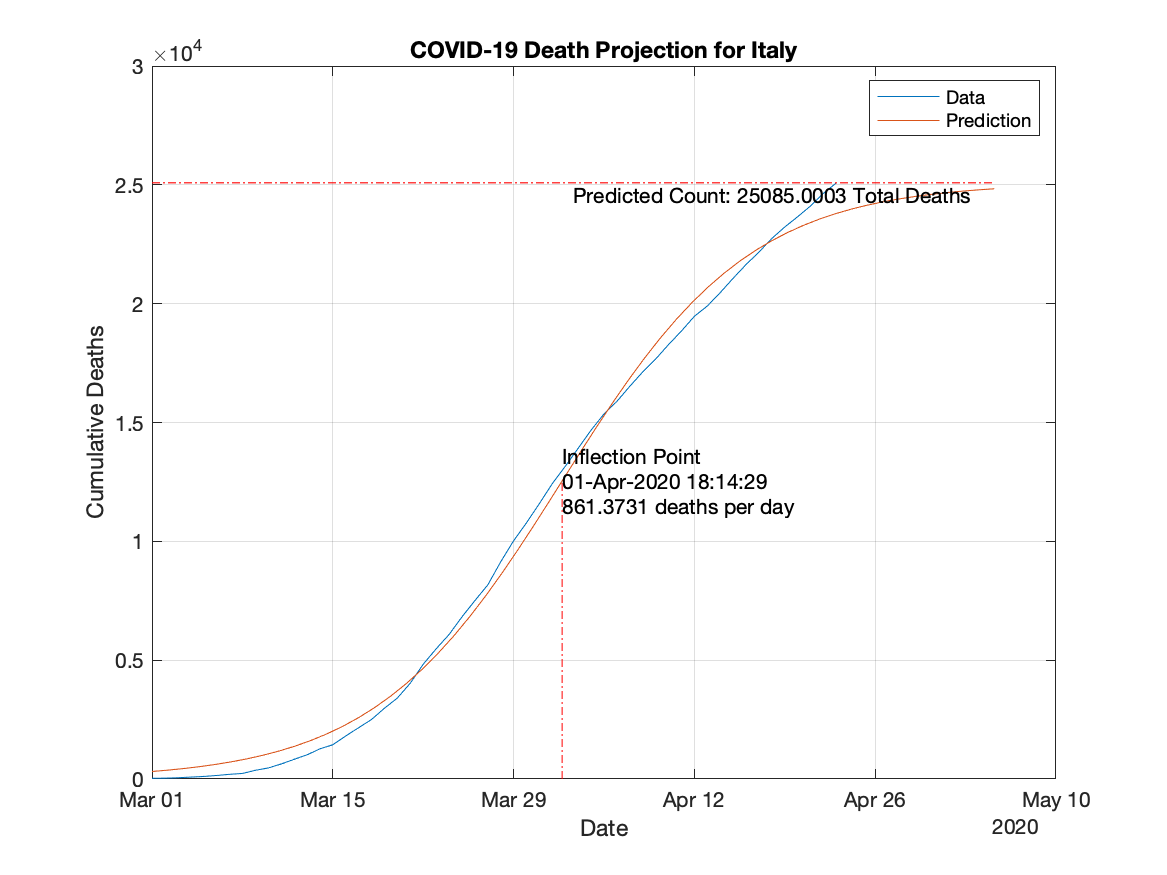 COVID-19 Death Projection for Italy
×10⁴
3
2.5
2
1.5
1
0.5
0
Cumulative Deaths
Data
Prediction
Predicted Count: 25085.0003 Total Deaths
Inflection Point
01-Apr-2020 18:14:29
861.3731 deaths per day
Mar 01 Mar 15 Mar 29 Apr 12 Apr 26 May 10
Date
2020